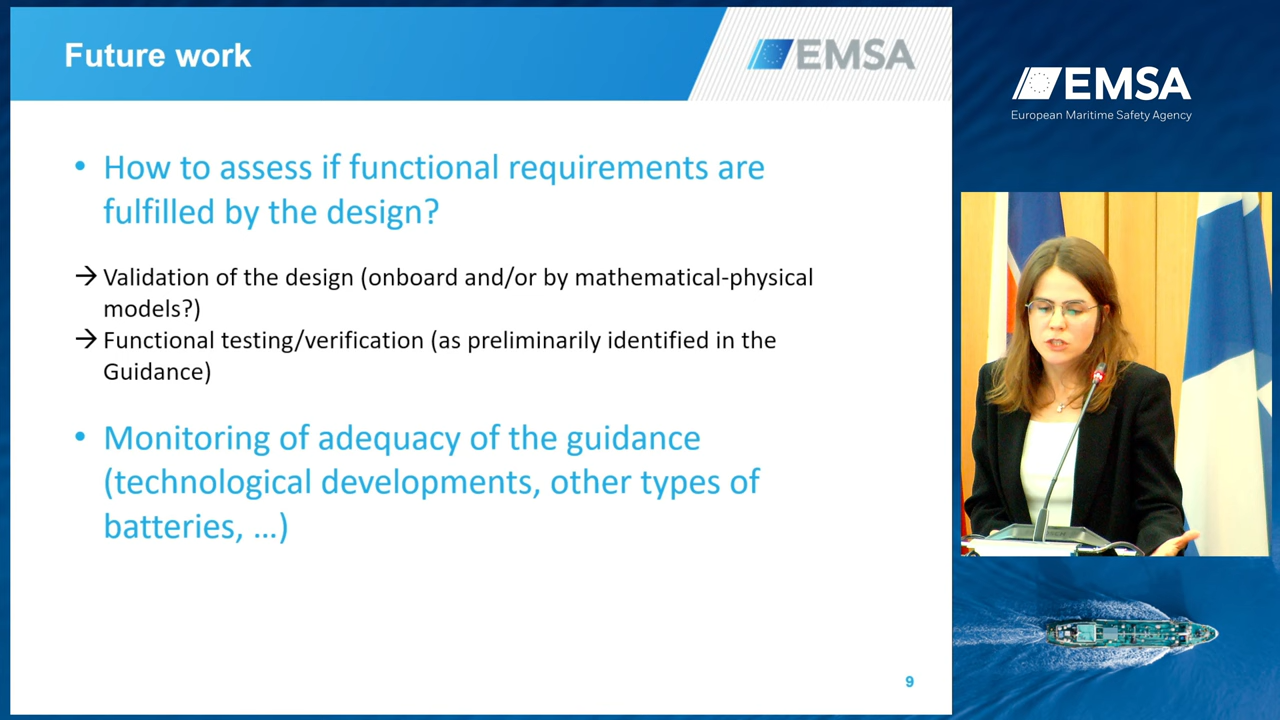 Future work
EMSA
• How to assess if functional requirements are
fulfilled by the design?
→ Validation of the design (onboard and/or by mathematical-physical
models?)
→ Functional testing/verification (as preliminarily identified in the
Guidance)
• Monitoring of adequacy of the guidance
(technological developments, other types of
batteries, ...)
9
EMSA
European Maritime Safety Agency